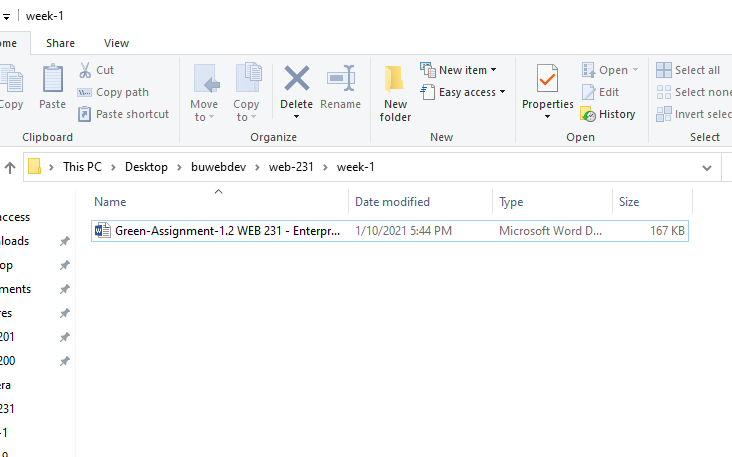 week-1
ome Share View
Copy
Paste
Cut
Copy path
Paste shortcut
Clipboard
Move to
Copy to
Delete
Rename
Organize
New folder
New item
Easy access
New
Properties
Open
Edit
History
Open
Select all
Select none
Invert selec
Select
This PC > Desktop > buwebdev > web-231 > week-1
Name Date modified Type Size
Green-Assignment-1.2 WEB 231 - Enterpr... 1/10/2021 5:44 PM Microsoft Word D... 167 KB
access
nloads
op
ments
res
201
200
era
231
-1